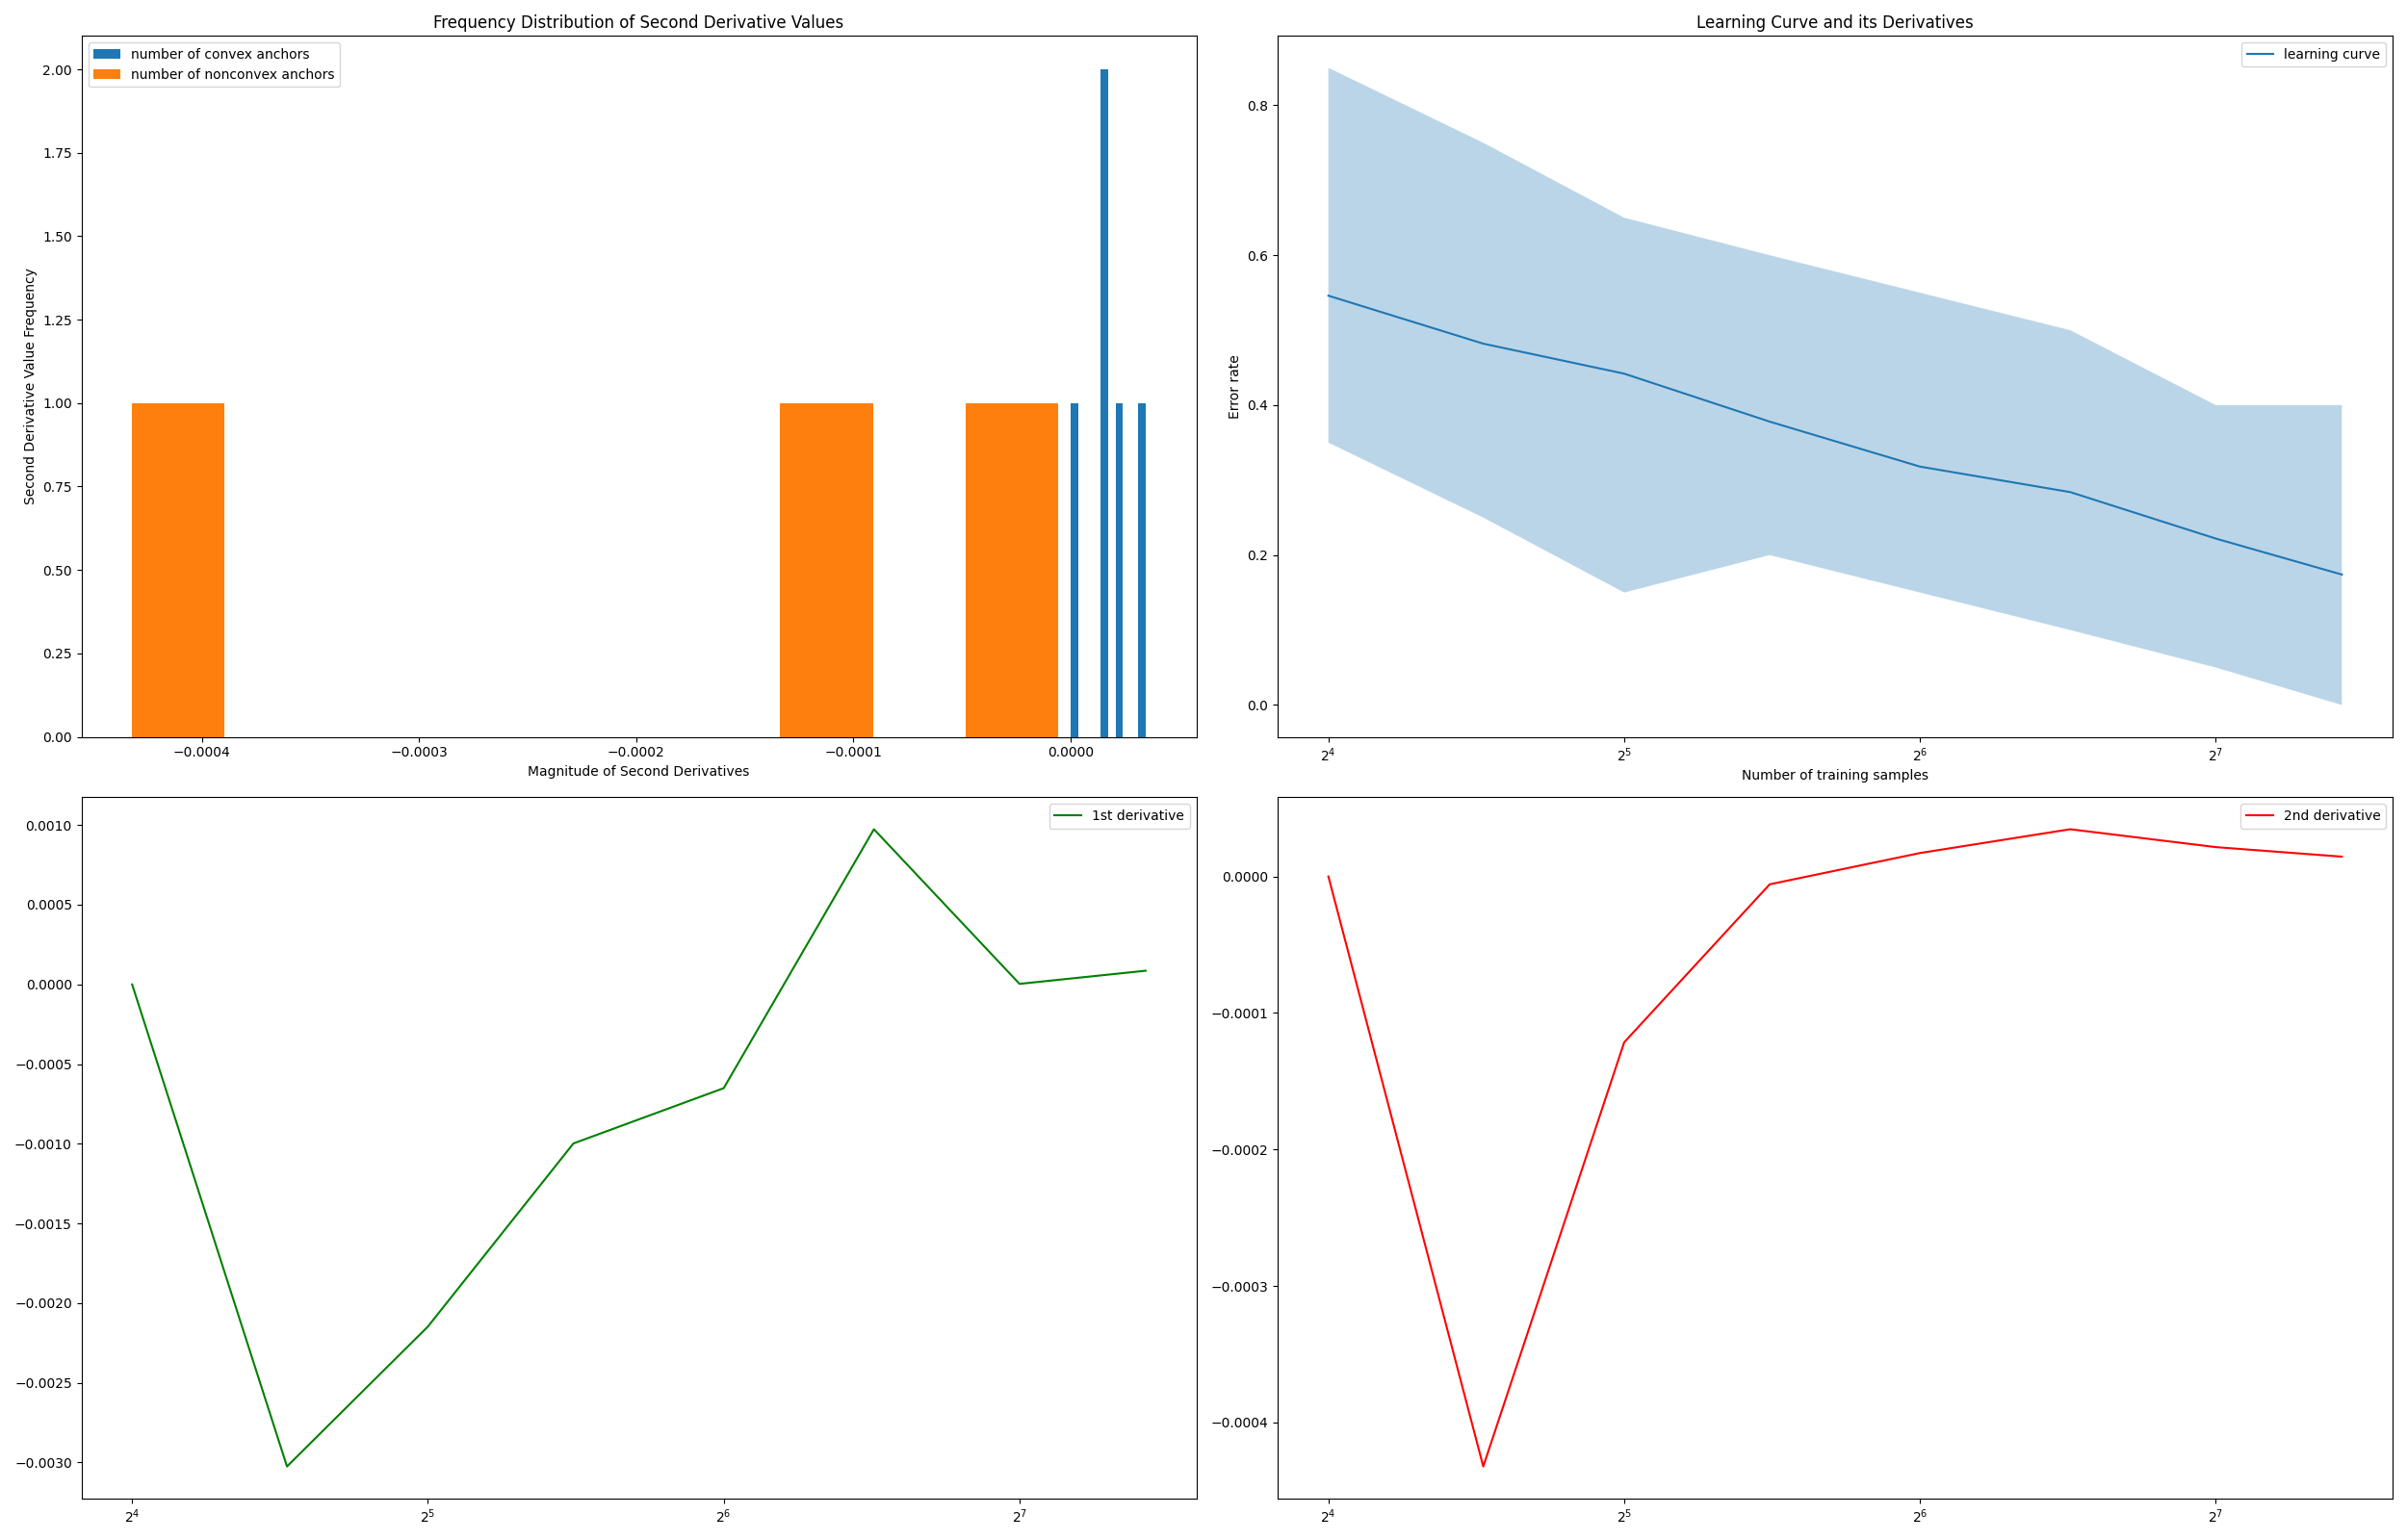 Frequency Distribution of Second Derivative Values
number of convex anchors
number of nonconvex anchors
2.00
1.75
1.50
1.25
1.00
0.75
0.50
0.25
0.00
Second Derivative Value Frequency
−0.0004 −0.0003 −0.0002 −0.0001 0.0000
Magnitude of Second Derivatives
Learning Curve and its Derivatives
learning curve
0.8
0.6
0.4
0.2
0.0
Error rate
2⁴ 2⁵ 2⁶ 2⁷
Number of training samples
1st derivative
0.0010
0.0005
0.0000
−0.0005
−0.0010
−0.0015
−0.0020
−0.0025
−0.0030
2⁴ 2⁵ 2⁶ 2⁷
2nd derivative
0.0000
−0.0001
−0.0002
−0.0003
−0.0004
2⁴ 2⁵ 2⁶ 2⁷